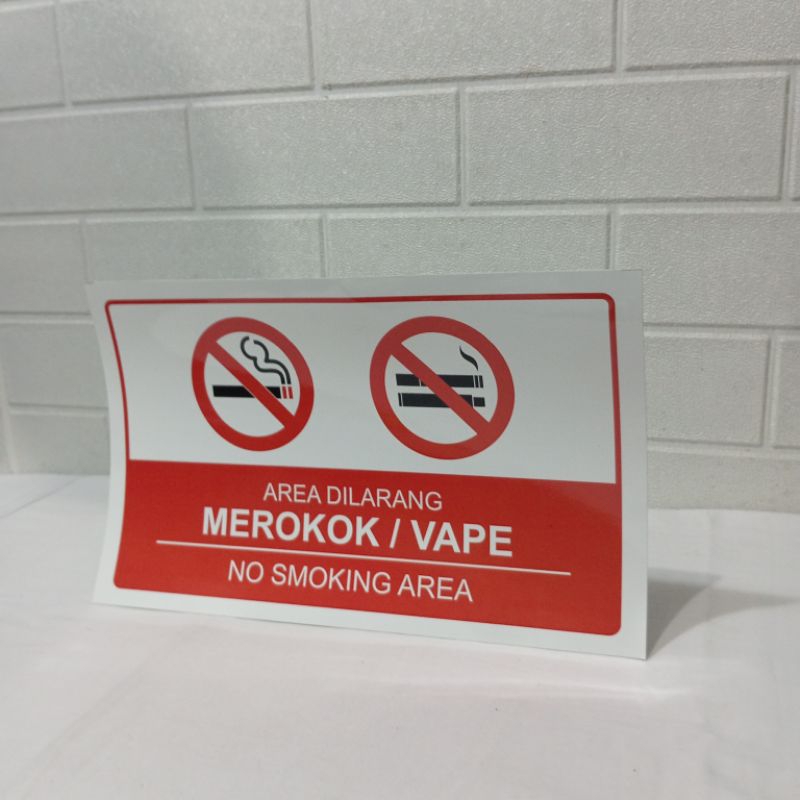 AREA DILARANG
MEROKOK / VAPE
NO SMOKING AREA